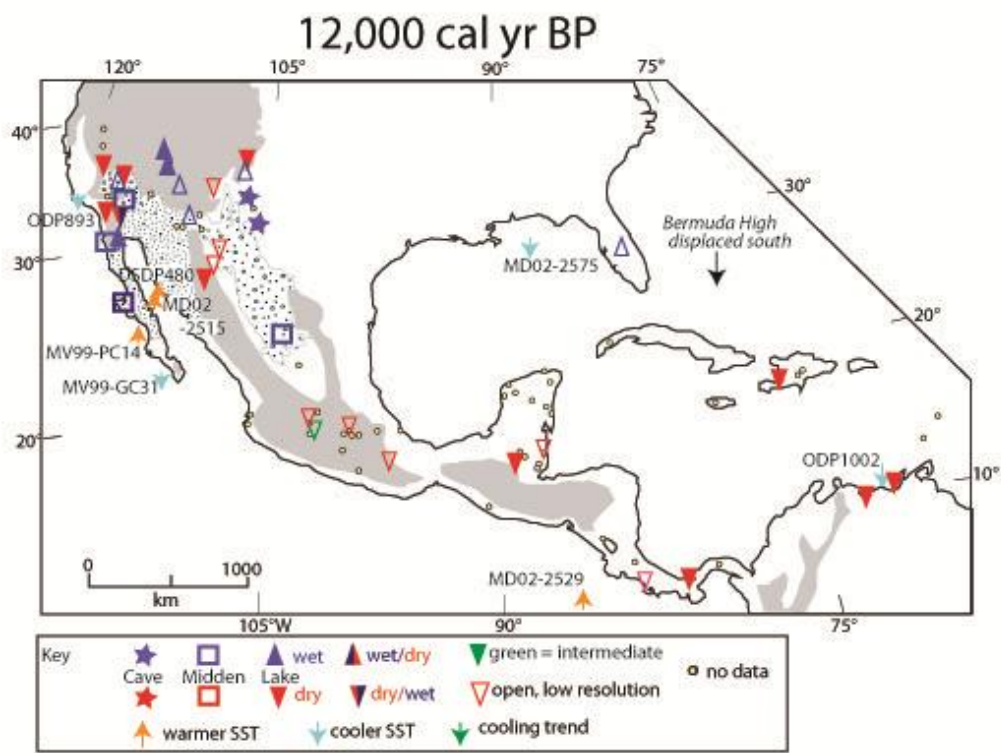 12,000 cal yr BP
120° 105° 90° 75°
40°
30°
ODP893
Bermuda High
displaced south
30°
DSDP480
MD02-2575
MD02
-2515
20°
MV99-PC14
MV99-GC31
20°
ODP1002
10°
0 1000
km
MD02-2529
105°W 90° 75°
Key
wet wet/dry green = intermediate
Cave Midden Lake no data
dry dry/wet open, low resolution
warmer SST cooler SST cooling trend